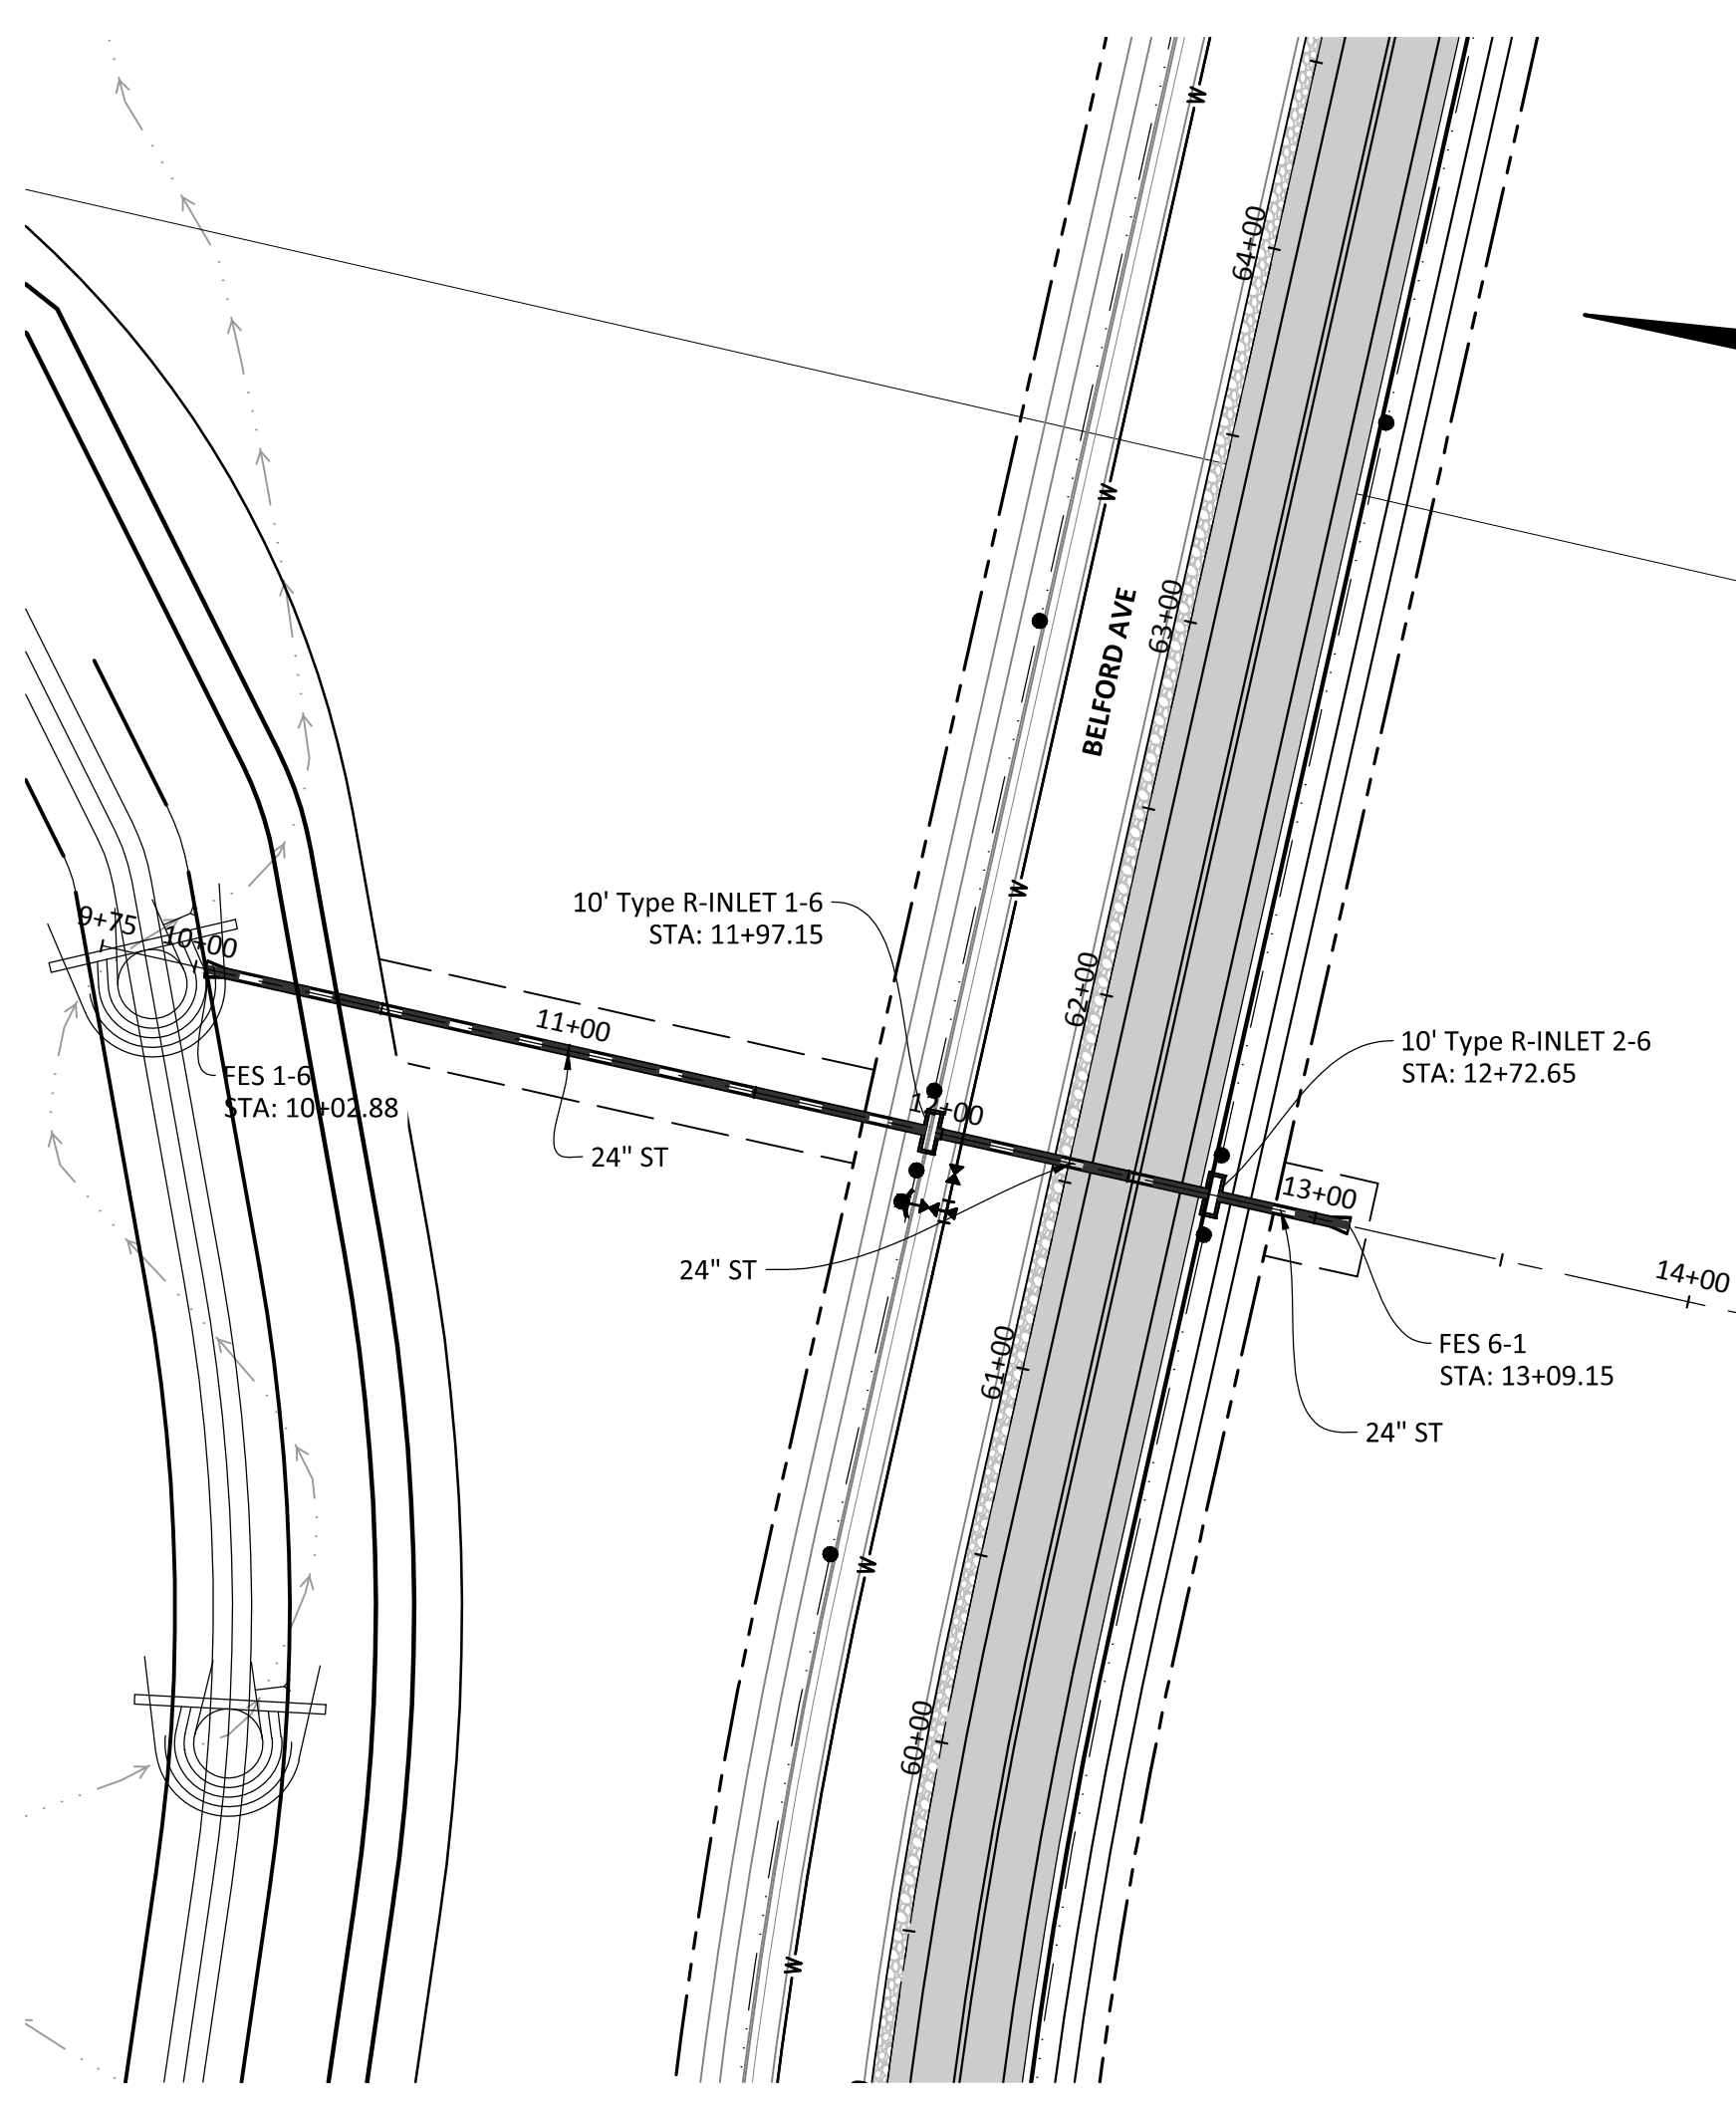 W
64+00
W
63+00
BELFORD AVE
W
10' Type R-INLET 1-6
STA: 11+97.15
9+75
10+00
62+00
11+00
10' Type R-INLET 2-6
STA: 12+72.65
FES 1-6
STA: 10+02.88
12+00
24" ST
13+00
24" ST
14+00
61+00
FES 6-1
STA: 13+09.15
24" ST
W
60+00
W